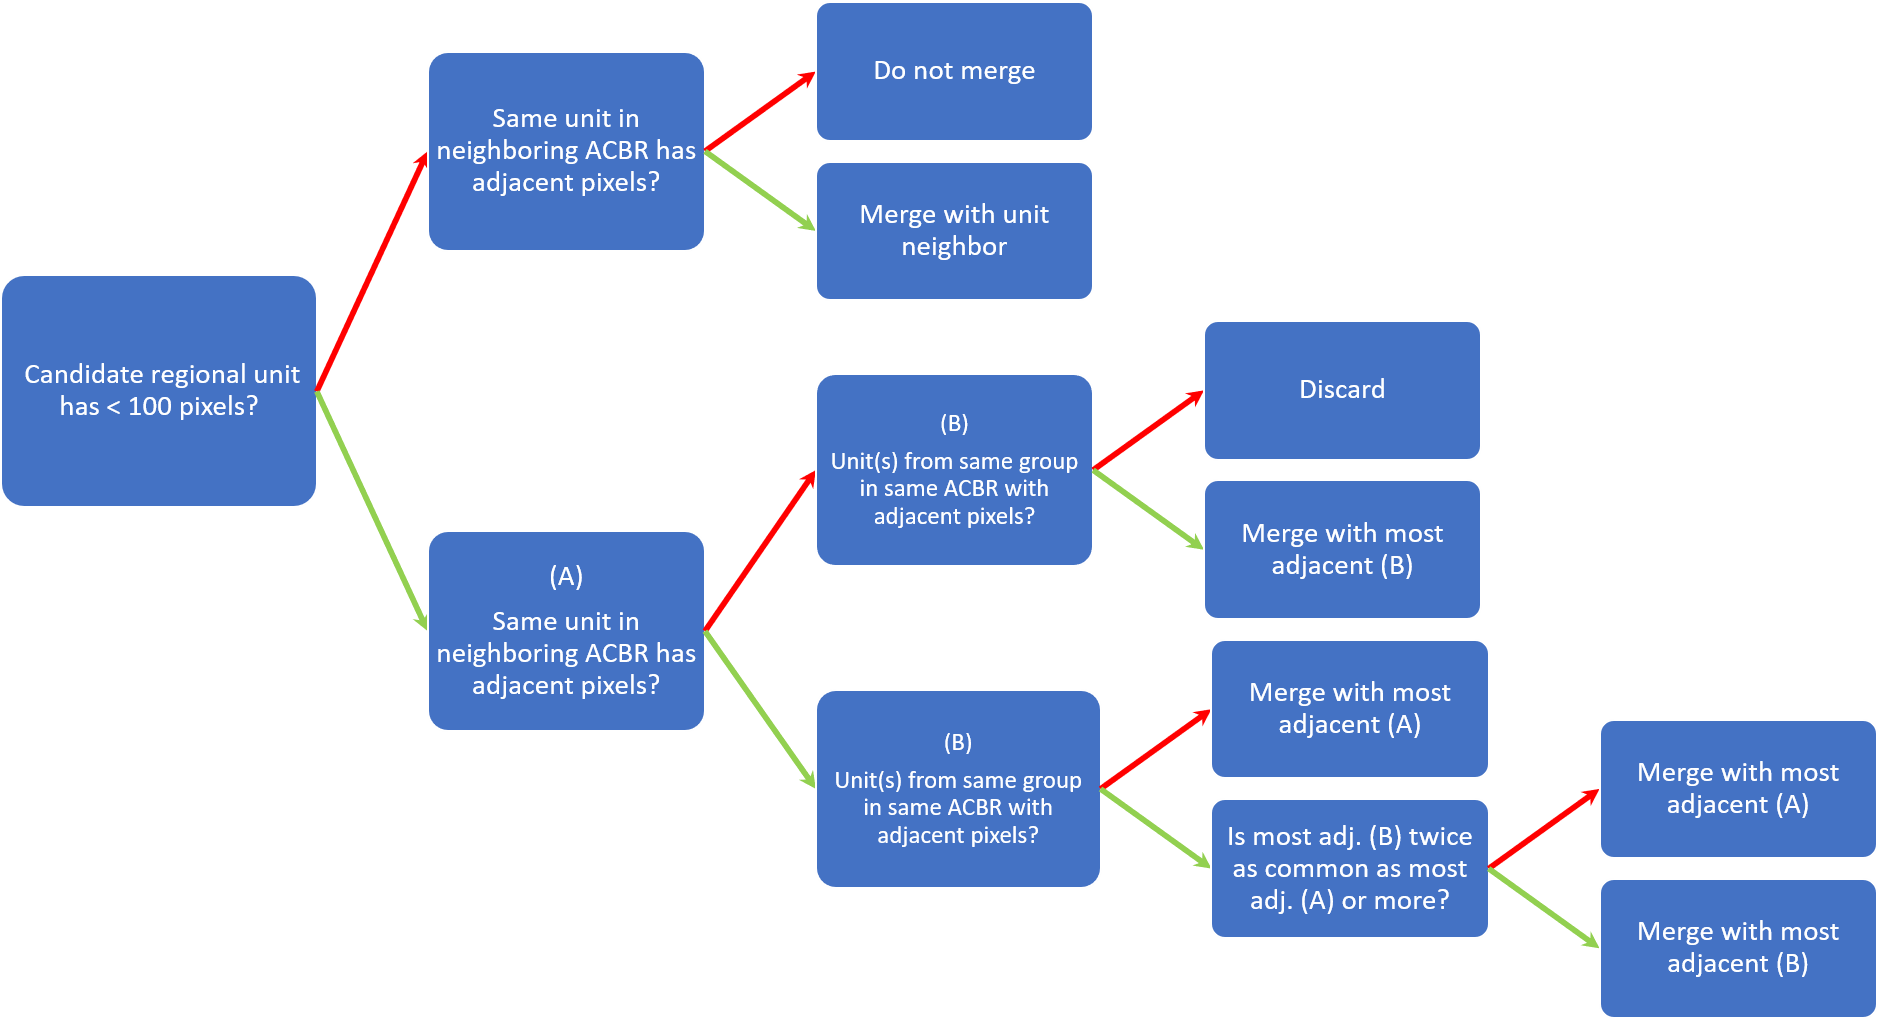 Do not merge
Same unit in
neighboring ACBR has
adjacent pixels?
Merge with unit
neighbor
Candidate regional unit
has < 100 pixels?
Discard
(B)
Unit(s) from same group
in same ACBR with
adjacent pixels?
Merge with most
adjacent (B)
(A)
Same unit in
neighboring ACBR has
adjacent pixels?
Merge with most
adjacent (A)
(B)
Unit(s) from same group
in same ACBR with
adjacent pixels?
Merge with most
adjacent (A)
Is most adj. (B) twice
as common as most
adj. (A) or more?
Merge with most
adjacent (B)